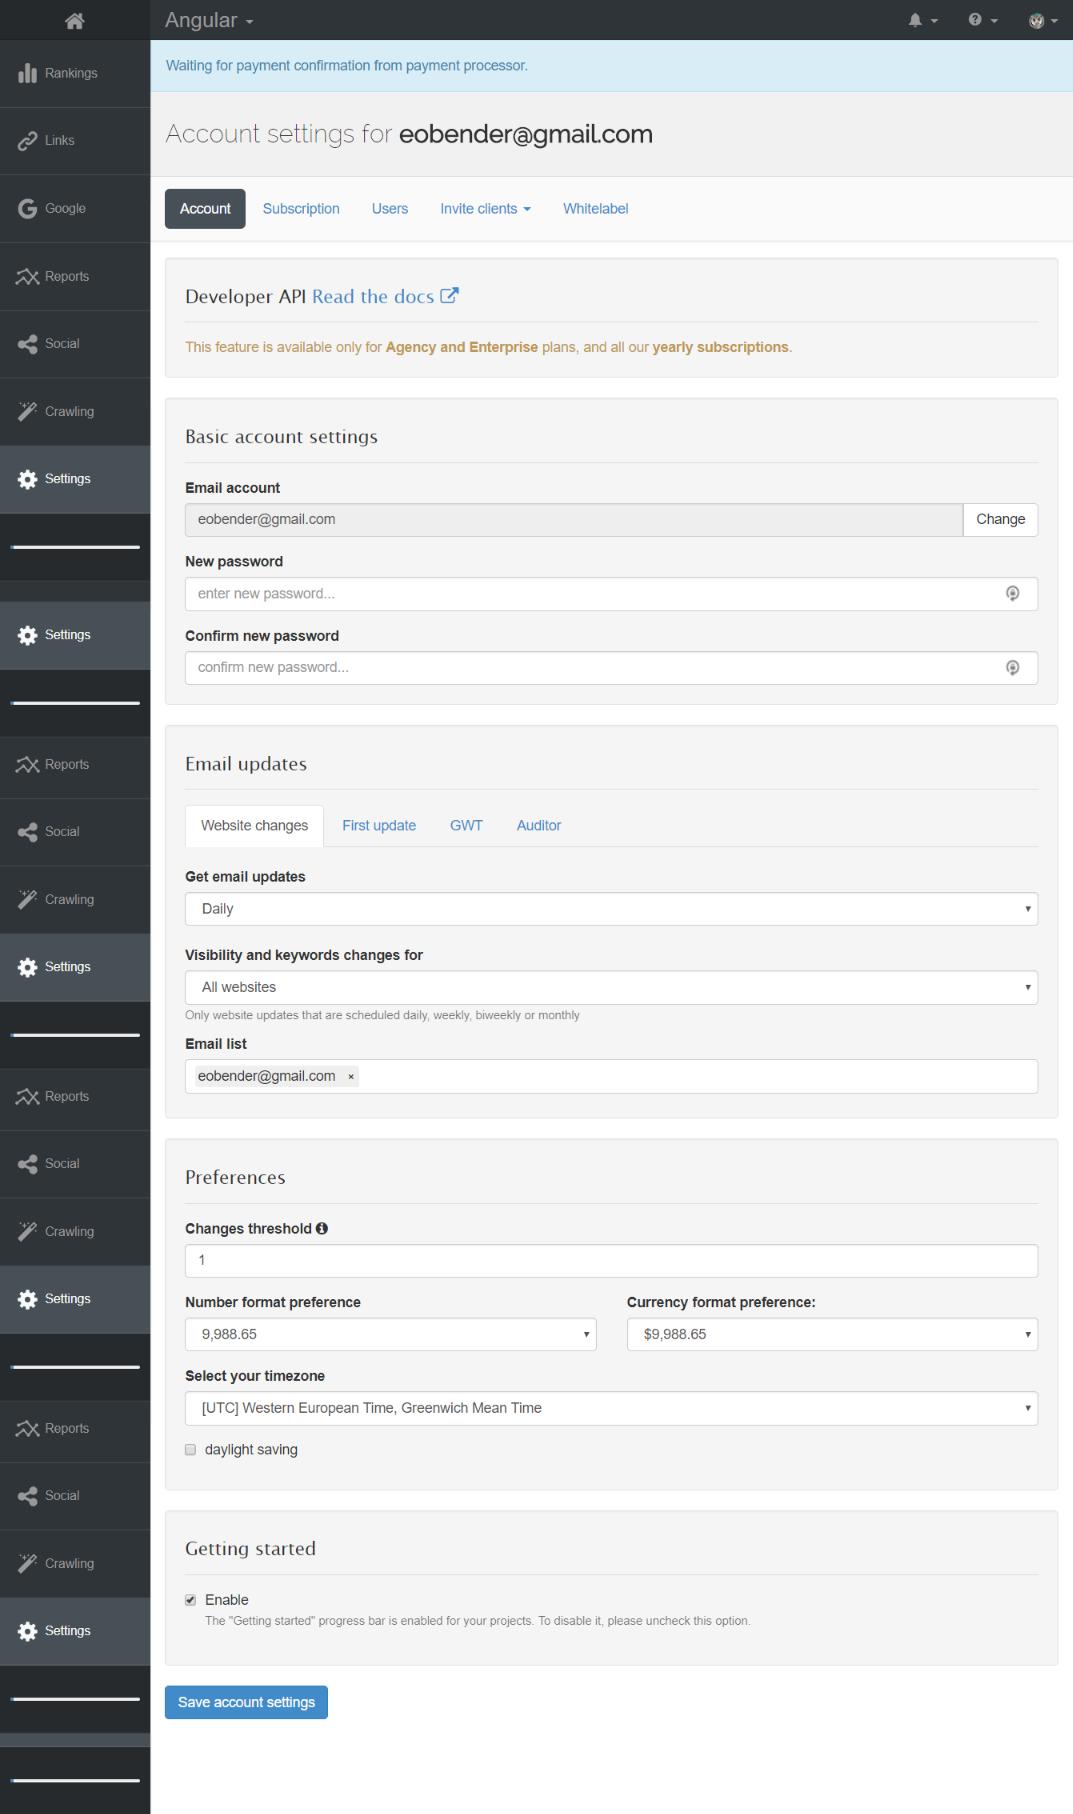 Angular
Rankings
Links
Google
Reports
Social
Crawling
Settings
Settings
Reports
Social
Crawling
Settings
Reports
Social
Crawling
Settings
Reports
Social
Crawling
Settings
Waiting for payment confirmation from payment processor.
Account settings for eobender@gmail.com
Account Subscription Users Invite clients Whitelabel
Developer API Read the docs
This feature is available only for Agency and Enterprise plans, and all our yearly subscriptions.
Basic account settings
Email account
eobender@gmail.com Change
New password
enter new password...
Confirm new password
confirm new password...
Email updates
Website changes First update GWT Auditor
Get email updates
Daily
Visibility and keywords changes for
All websites
Only website updates that are scheduled daily, weekly, biweekly or monthly
Email list
eobender@gmail.com ×
Preferences
Changes threshold
1
Number format preference Currency format preference:
9,988.65 $9,988.65
Select your timezone
[UTC] Western European Time, Greenwich Mean Time
daylight saving
Getting started
Enable
The "Getting started" progress bar is enabled for your projects. To disable it, please uncheck this option.
Save account settings